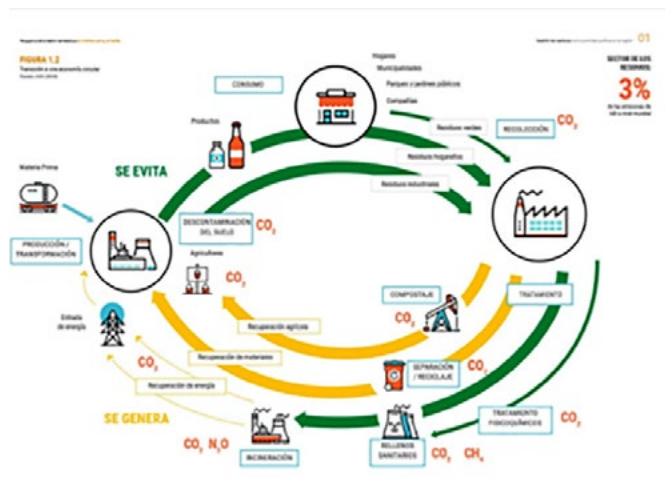 FIGURA 1.2
Transición a una economía circular
01
SECTOR DE LOS
RESIDUOS:
3%
de las emisiones de
a nivel mundial
Hogares
Municipalidades
Parques y jardines públicos
Compañías
CONSUMO
Productos
Residuos verdes
RECOLECCIÓN
CO2
Residuos hogareños
Residuos industriales
SE EVITA
Materia Prima
DESCONTAMINACIÓN
DEL SUELO
CO2
PRODUCCIÓN /
TRANSFORMACIÓN
Agricultores
CO2
COMPOSTAJE
CO2
TRATAMIENTO
Entrada
de energía
Recuperación agrícola
Recuperación de materiales
CO2
Recuperación de energía
SEPARACIÓN
/ RECICLAJE
CO2
SE GENERA
TRATAMIENTO
FISICOQUÍMICOS
CO2
CO2 N2O
INCINERACIÓN
RELLENOS
SANITARIOS
CO2 CH4